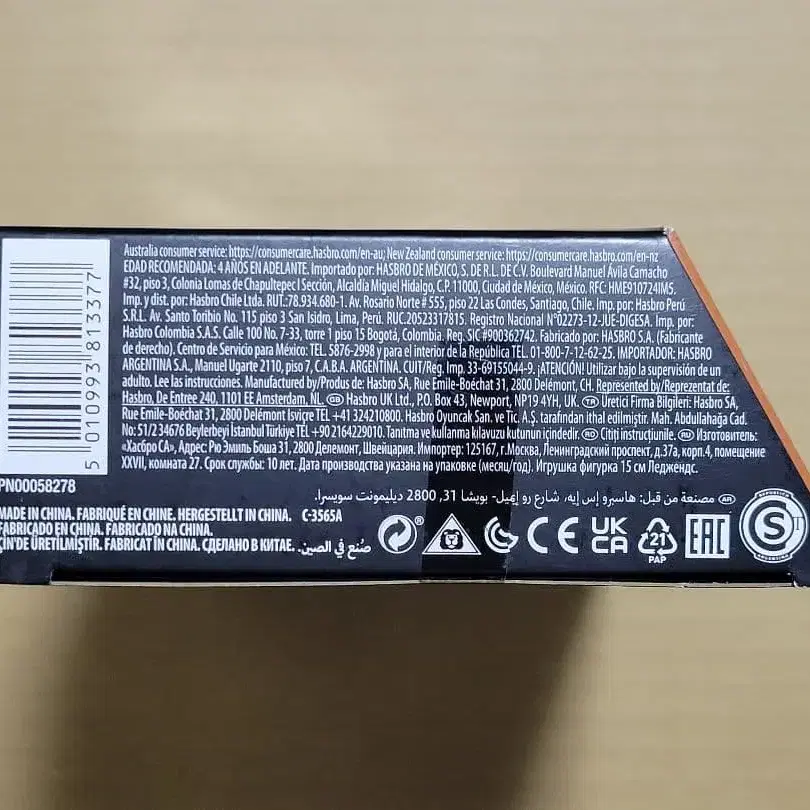 Australia consumer service: https://consumercare.hasbro.com/en-au; New Zealand consumer service: https://consumercare.hasbro.com/en-nz
EDAD RECOMENDADA: 4 AÑOS EN ADELANTE. Importado por: HASBRO DE MÉXICO, S. DE R.L. DE C.V. Boulevard Manuel Ávila Camacho
#32, piso 3, Colonia Lomas de Chapultepec I Sección, Alcaldía Miguel Hidalgo, C.P. 11000, Ciudad de México, México. RFC: HME910724IM5.
Imp. y dist. por: Hasbro Chile Ltda. RUT.:78.934.680-1. Av. Rosario Norte # 555, piso 22 Las Condes, Santiago, Chile. Imp. por: Hasbro Perú
S.R.L. Av. Santo Toribio No. 115 piso 3 San Isidro, Lima, Perú. RUC.20523317815. Registro Nacional N°02273-12-JUE-DIGESA. Imp. por:
Hasbro Colombia S.A.S. Calle 100 No. 7-33, torre 1 piso 15 Bogotá, Colombia. Reg. SIC #900362742. Fabricado por: HASBRO S.A. (Fabricante
de derecho). Centro de Servicio para México: TEL. 5876-2998 y para el interior de la República TEL. 01-800-7-12-62-25. IMPORTADOR: HASBRO
ARGENTINA S.A., Manuel Ugarte 2110, piso 7, C.A.B.A. ARGENTINA. CUIT/Reg. Imp. 33-69155044-9. ¡ATENCIÓN! Utilizar bajo la supervisión de un
adulto. Lee las instrucciones. Manufactured by/Produs de: Hasbro SA, Rue Emile-Boéchat 31, 2800 Delémont, CH. Represented by/Reprezentat de:
Hasbro, De Entree 240, 1101 EE Amsterdam. NL. GB Hasbro UK Ltd., P.O. Box 43, Newport, NP19 4YH, UK. TR Üretici Firma Bilgileri: Hasbro SA,
Rue Emile-Boéchat 31, 2800 Delémont İsviçre TEL +41 324210800. Hasbro Oyuncak San. ve Tic. A.Ş. tarafından ithal edilmiştir. Mah. Abdullahağa Cad.
No: 51/2 34676 Beylerbeyi İstanbul Türkiye TEL +90 2164229010. Tanıtma ve kullanma kılavuzu kutunun içindedir. RO Citiți instrucțiunile. RU Изготовитель:
«Хасбро СА», Адрес: Рю Эмиль Боша 31, 2800 Делемон, Швейцария. Импортер: 125167, г.Москва, Ленинградский проспект, д.37а, корп.4, помещение
XXVII, комната 27. Срок службы: 10 лет. Дата производства указана на упаковке (месяц/год). Игрушка фигурка 15 см Леджендс.
AR مصنعة من قبل: هاسبرو إس إيه، شارع رو إيميل- بويشا 31، 2800 ديليمونت سويسرا.
5 010993 813377
PN00058278
MADE IN CHINA. FABRIQUÉ EN CHINE. HERGESTELLT IN CHINA. C-3565A
FABRICADO EN CHINA. FABRICADO NA CHINA.
ÇİN'DE ÜRETİLMİŞTİR. FABRICAT ÎN CHINA. СДЕЛАНО В КИТАЕ. صُنع في الصين.
CE
UK
CA
21
PAP
EAC
S
REPUBLICA
ARGENTINA